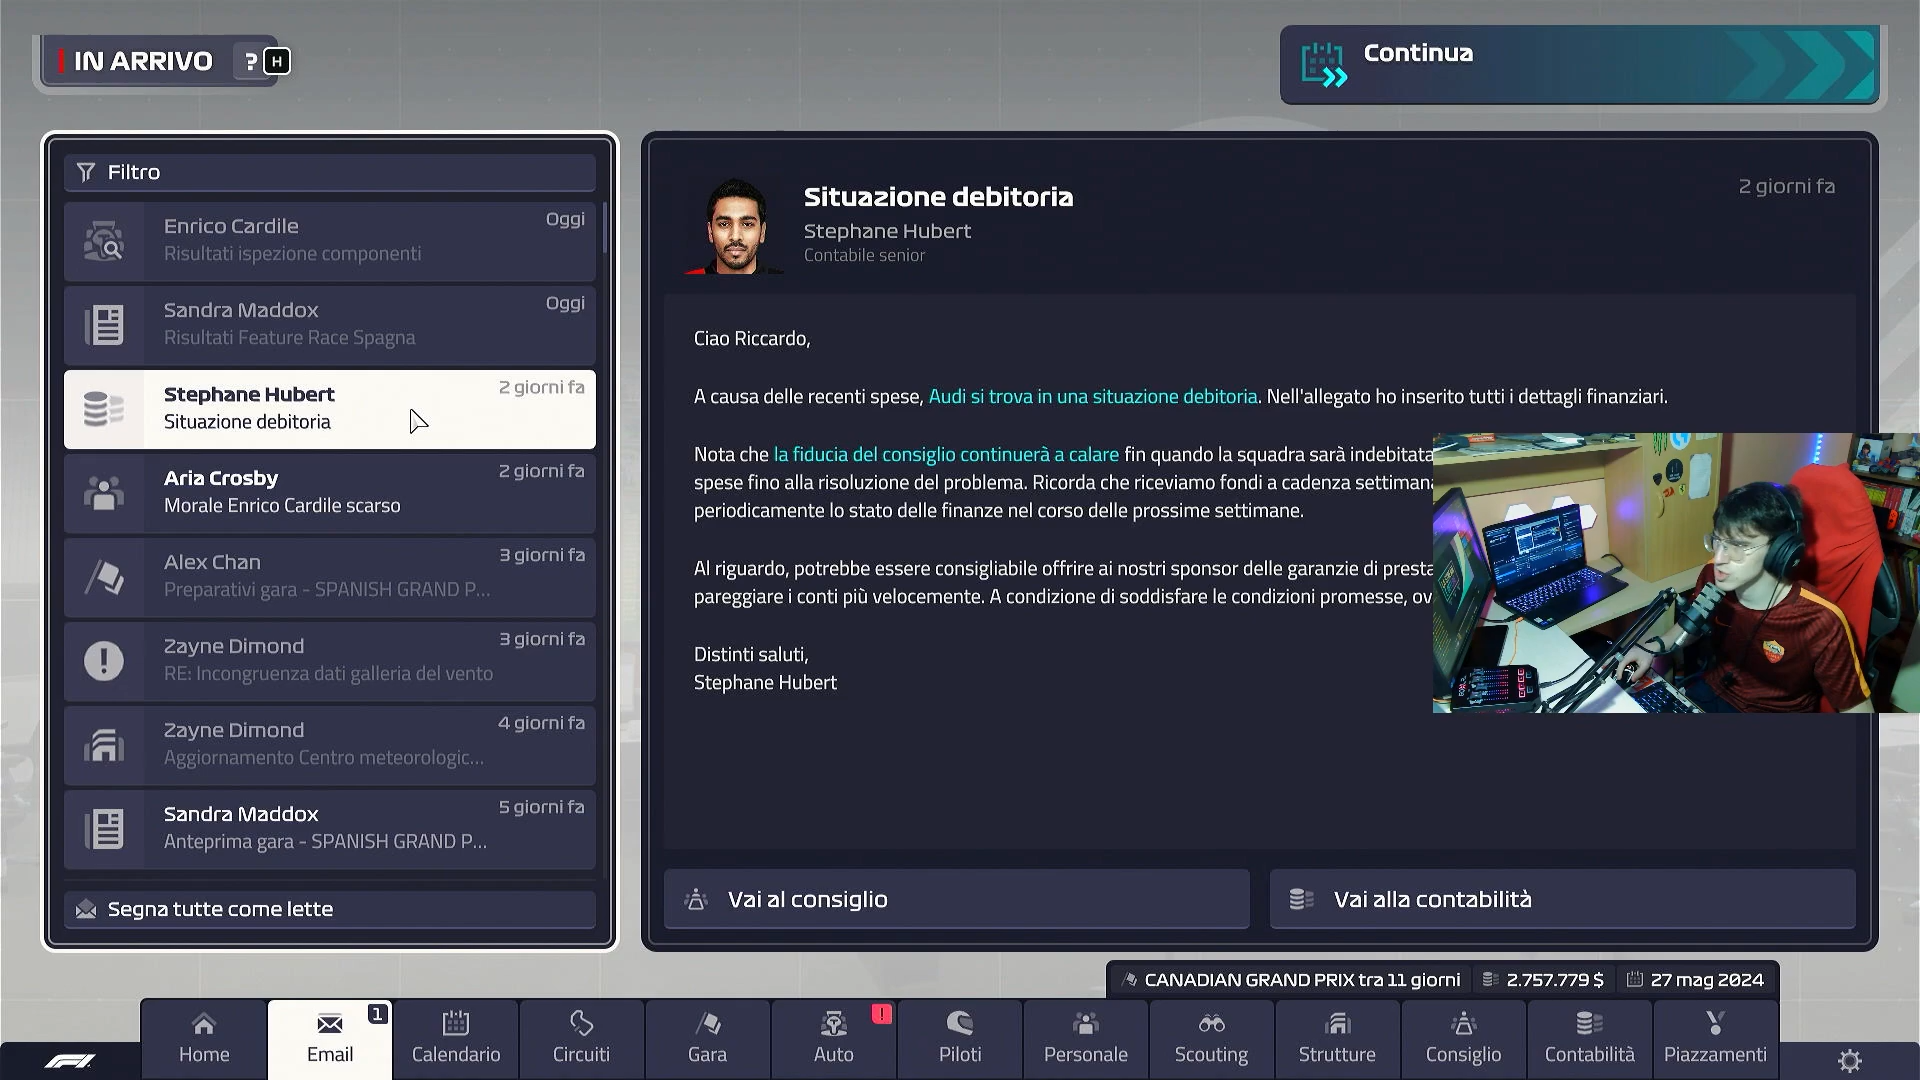 IN ARRIVO
? H
Continua
Filtro
Enrico Cardile
Oggi
Risultati ispezione componenti
Sandra Maddox
Oggi
Risultati Feature Race Spagna
Stephane Hubert
2 giorni fa
Situazione debitoria
Aria Crosby
2 giorni fa
Morale Enrico Cardile scarso
Alex Chan
3 giorni fa
Preparativi gara - SPANISH GRAND P...
Zayne Dimond
3 giorni fa
RE: Incongruenza dati galleria del vento
Zayne Dimond
4 giorni fa
Aggiornamento Centro meteorologic...
Sandra Maddox
5 giorni fa
Anteprima gara - SPANISH GRAND P...
Segna tutte come lette
Situazione debitoria
2 giorni fa
Stephane Hubert
Contabile senior
Ciao Riccardo,
A causa delle recenti spese, Audi si trova in una situazione debitoria. Nell'allegato ho inserito tutti i dettagli finanziari.
Nota che la fiducia del consiglio continuerà a calare fin quando la squadra sarà indebitata
spese fino alla risoluzione del problema. Ricorda che riceviamo fondi a cadenza
periodicamente lo stato delle finanze nel corso delle prossime settimane.
Al riguardo, potrebbe essere consigliabile offrire ai nostri sponsor delle garanzie di
pareggiare i conti più velocemente. A condizione di soddisfare le condizioni promesse,
Distinti saluti,
Stephane Hubert
Vai al consiglio
Vai alla contabilità
CANADIAN GRAND PRIX tra 11 giorni
2.757.779 $
27 mag 2024
Home
Email
1
Calendario
Circuiti
Gara
Auto
!
Piloti
Personale
Scouting
Strutture
Consiglio
Contabilità
Piazzamenti